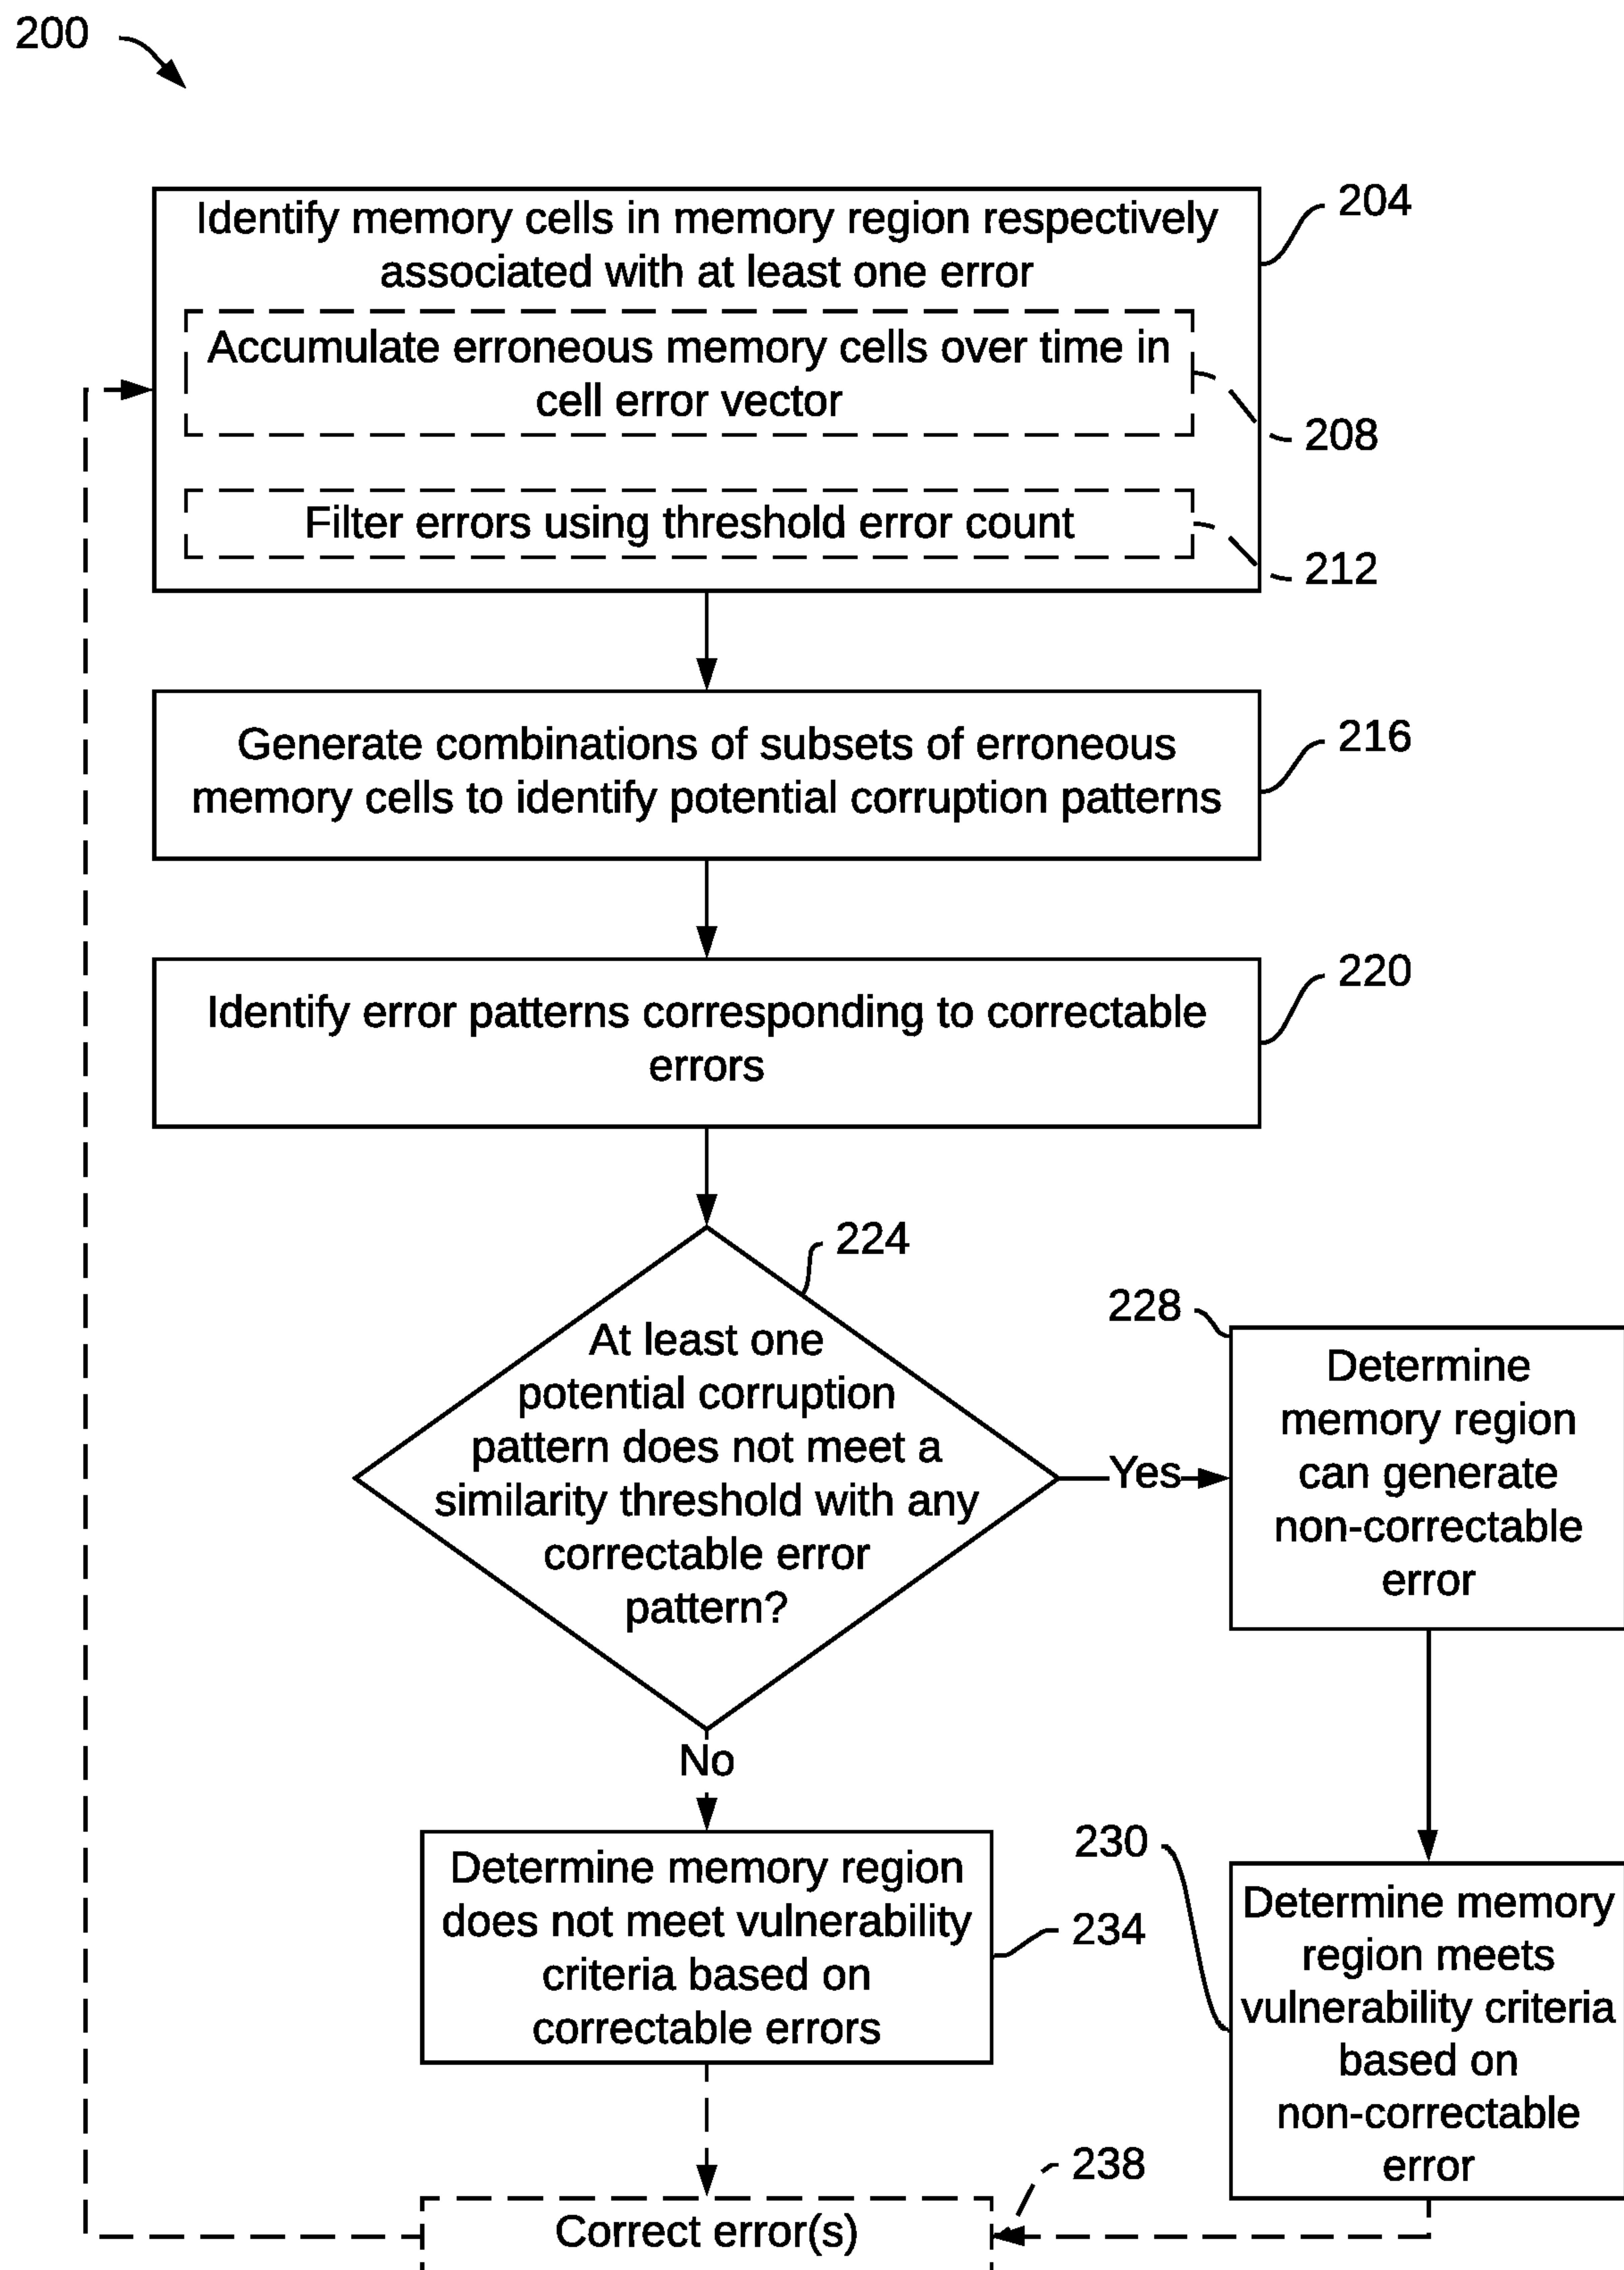 200
Identify memory cells in memory region respectively
associated with at least one error
204
Accumulate erroneous memory cells over time in
cell error vector
208
Filter errors using threshold error count
212
Generate combinations of subsets of erroneous
memory cells to identify potential corruption patterns
216
Identify error patterns corresponding to correctable
errors
220
224
At least one
potential corruption
pattern does not meet a
similarity threshold with any
correctable error
pattern?
Yes
228
Determine
memory region
can generate
non-correctable
error
No
Determine memory region
does not meet vulnerability
criteria based on
correctable errors
234
230
Determine memory
region meets
vulnerability criteria
based on
non-correctable
error
238
Correct error(s)